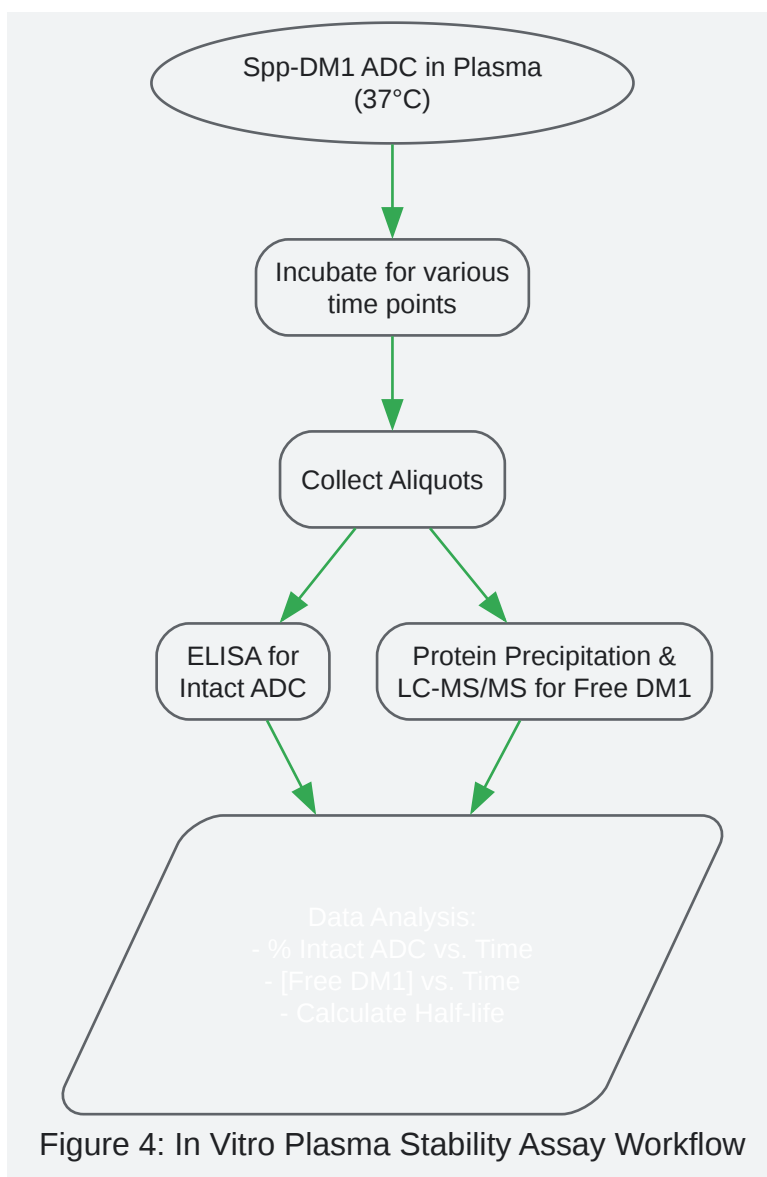 Spp-DM1 ADC in Plasma
(37°C)
Incubate for various
time points
Collect Aliquots
ELISA for
Intact ADC
Protein Precipitation &
LC-MS/MS for Free DM1
Data Analysis:
- % Intact ADC vs. Time
- [Free DM1] vs. Time
- Calculate Half-life
Figure 4: In Vitro Plasma Stability Assay Workflow